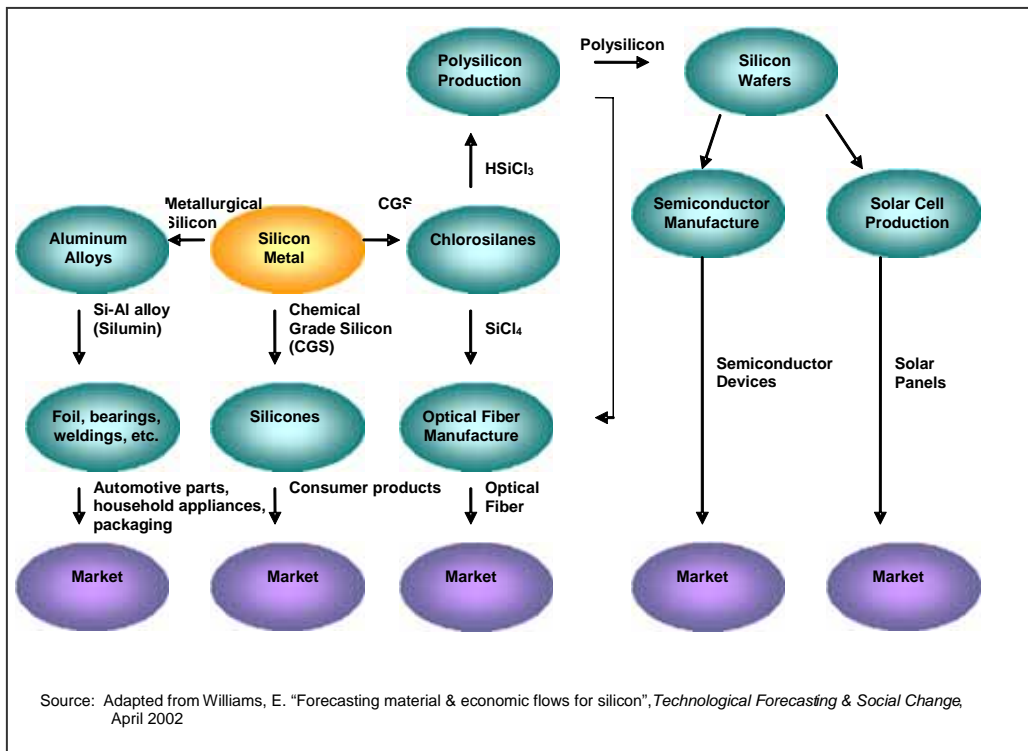 Polysilicon
Production
Polysilicon
Silicon
Wafers
HSiCl₃
Metallurgical
Silicon
CGS
Aluminum
Alloys
Silicon
Metal
Chlorosilanes
Semiconductor
Manufacture
Solar Cell
Production
Si-Al alloy
(Silumin)
Chemical
Grade Silicon
(CGS)
SiCl₄
Semiconductor
Devices
Solar
Panels
Foil, bearings,
weldings, etc.
Silicones
Optical Fiber
Manufacture
Automotive parts,
household appliances,
packaging
Consumer products
Optical
Fiber
Market
Market
Market
Market
Market
Source: Adapted from Williams, E. “Forecasting material & economic flows for silicon”, Technological Forecasting & Social Change,
April 2002